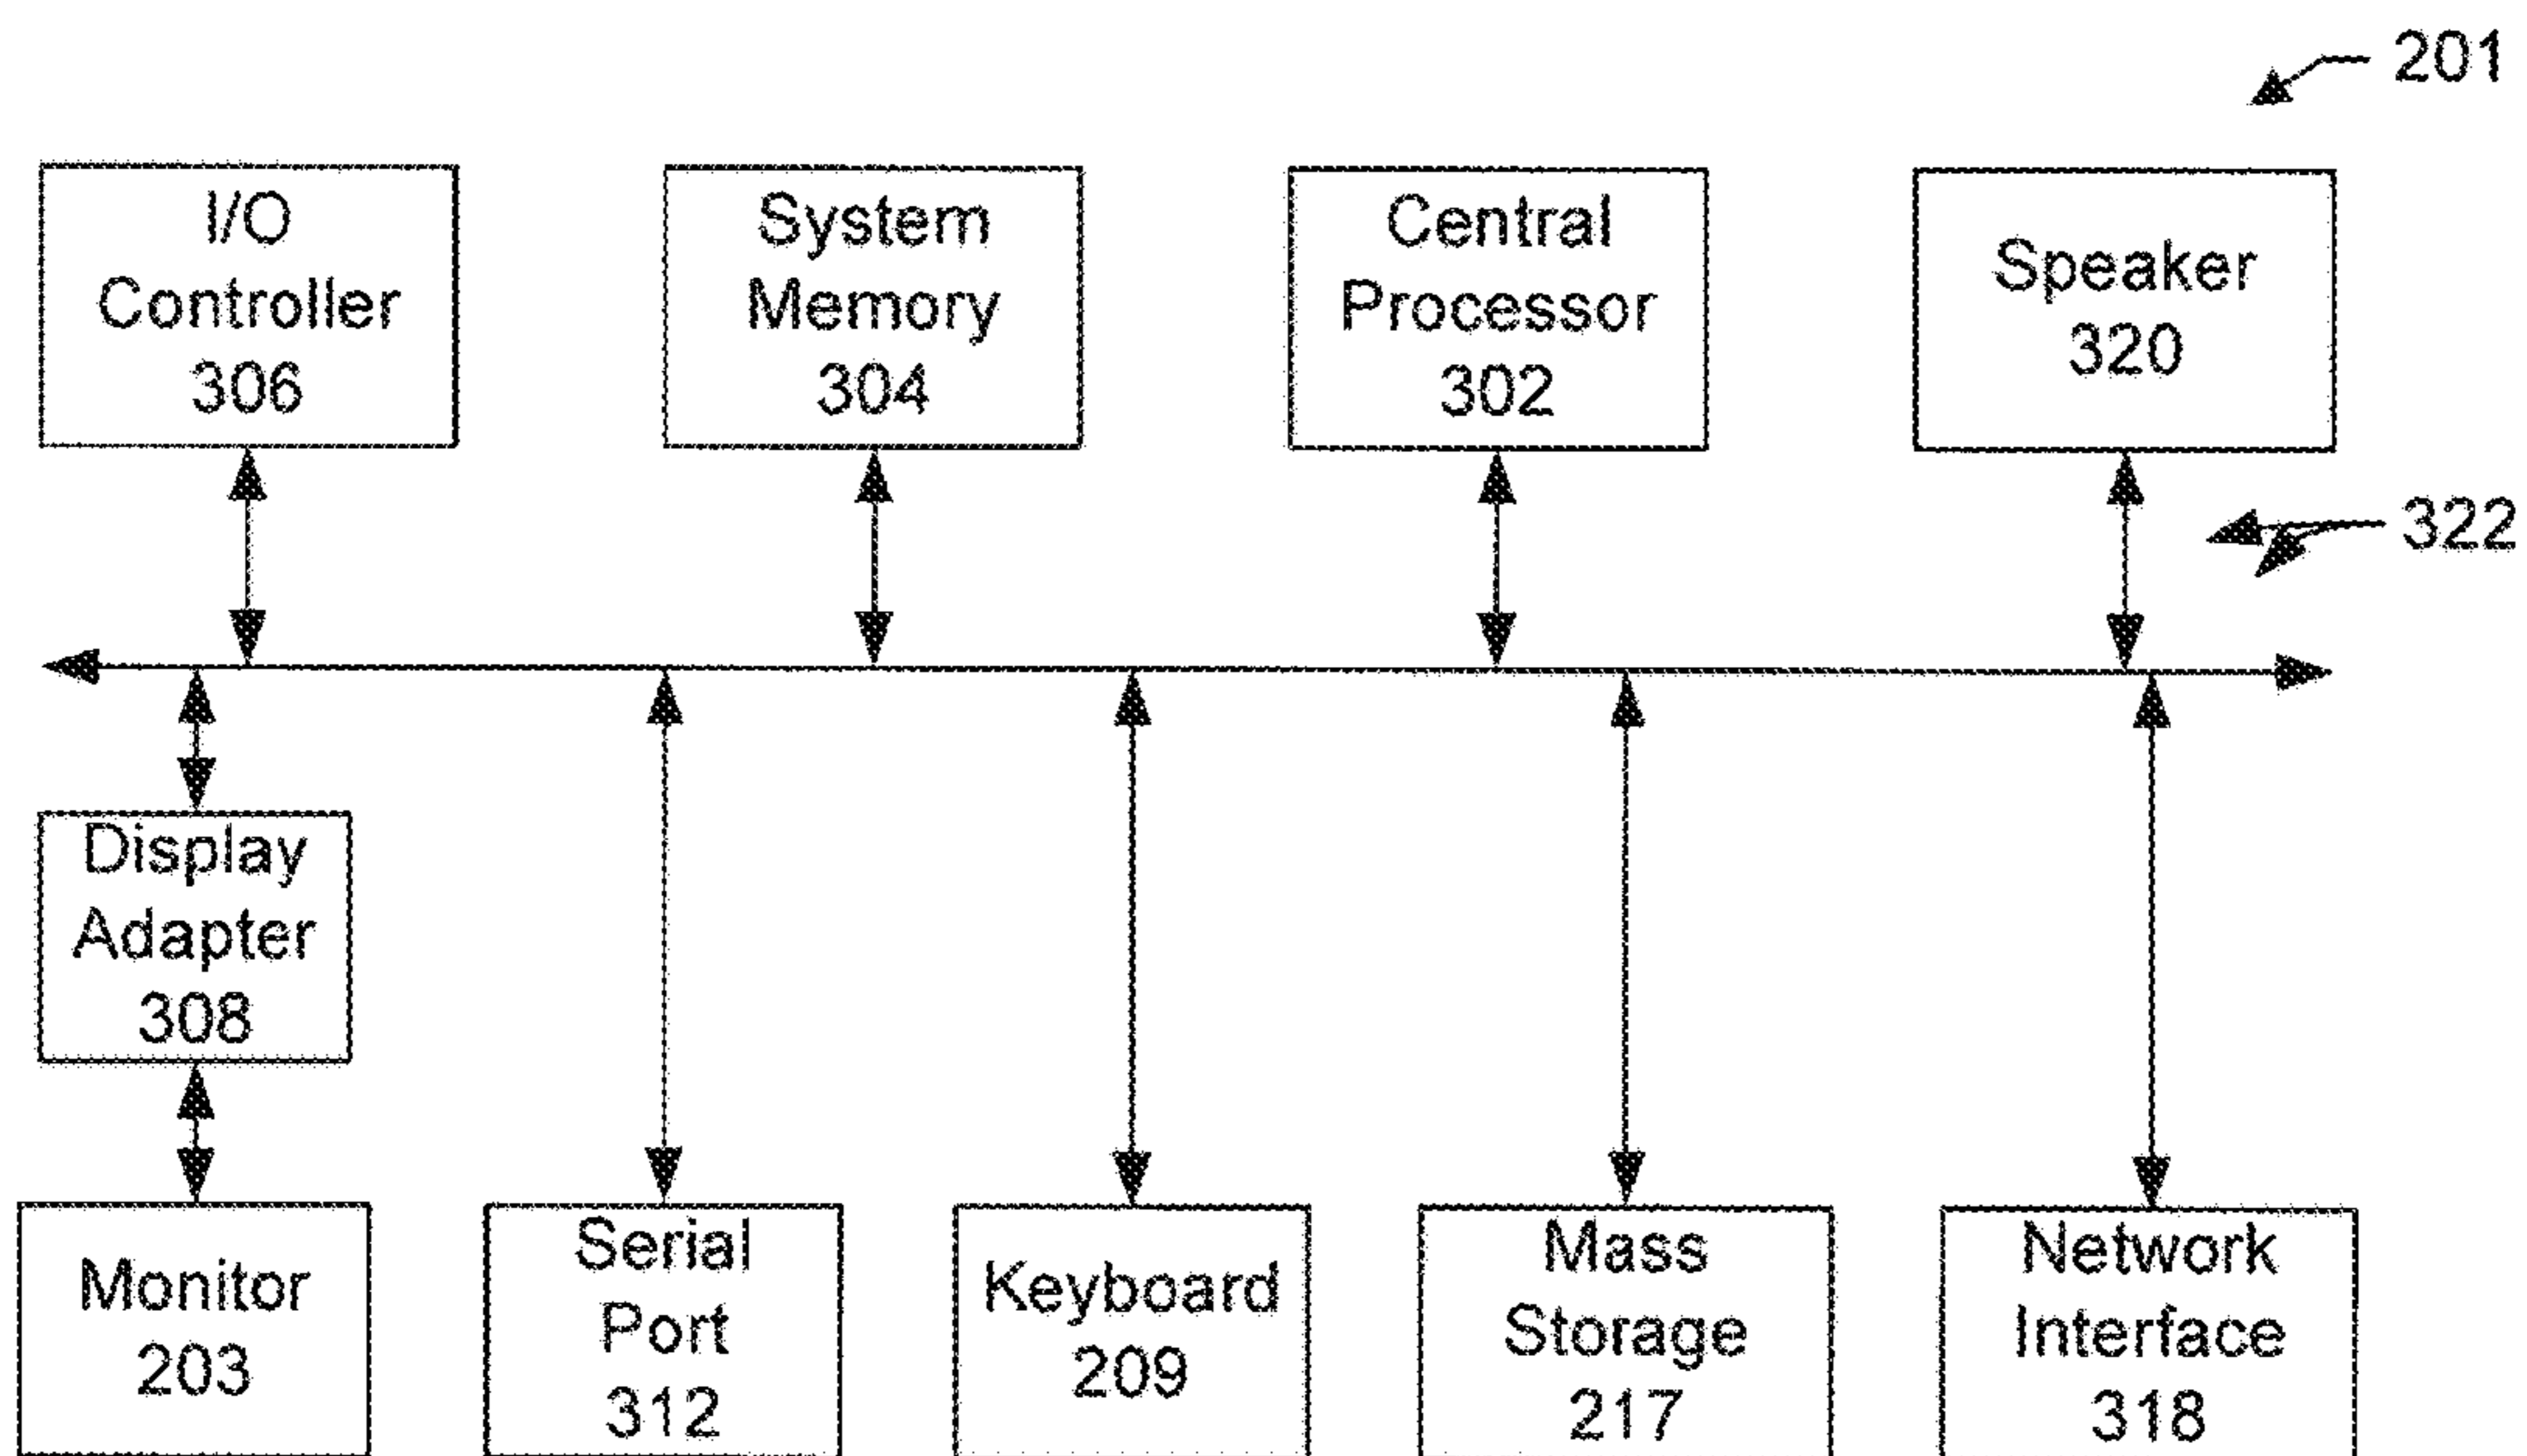 201
I/O
Controller
306
System
Memory
304
Central
Processor
302
Speaker
320
322
Display
Adapter
308
Monitor
203
Serial
Port
312
Keyboard
209
Mass
Storage
217
Network
Interface
318